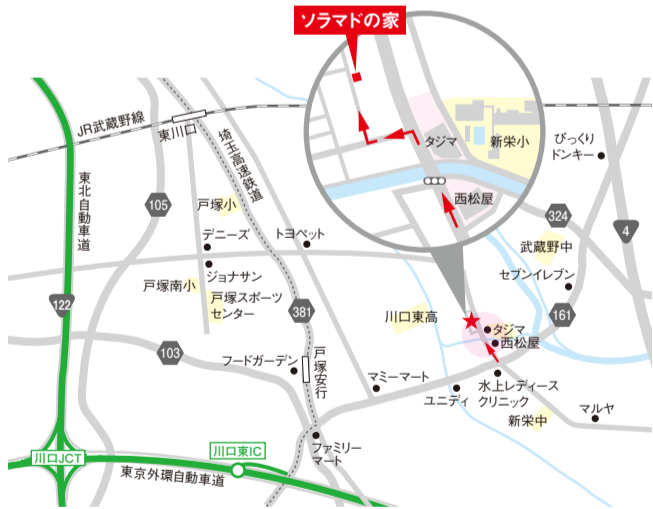 ソラマドの家
JR武蔵野線
東川口
埼玉高速鉄道
タジマ
新栄小
びっくり
ドンキー
西松屋
東北自動車道
105
戸塚小
デニーズ
トヨペット
324
4
武蔵野中
ジョナサン
セブンイレブン
戸塚南小
戸塚スポーツ
センター
122
381
川口東高
161
タジマ
西松屋
103
フードガーデン
戸塚安行
マミーマート
ユニディ
水上レディース
クリニック
新栄中
マルヤ
ファミリー
マート
川口JCT
川口東IC
東京外環自動車道